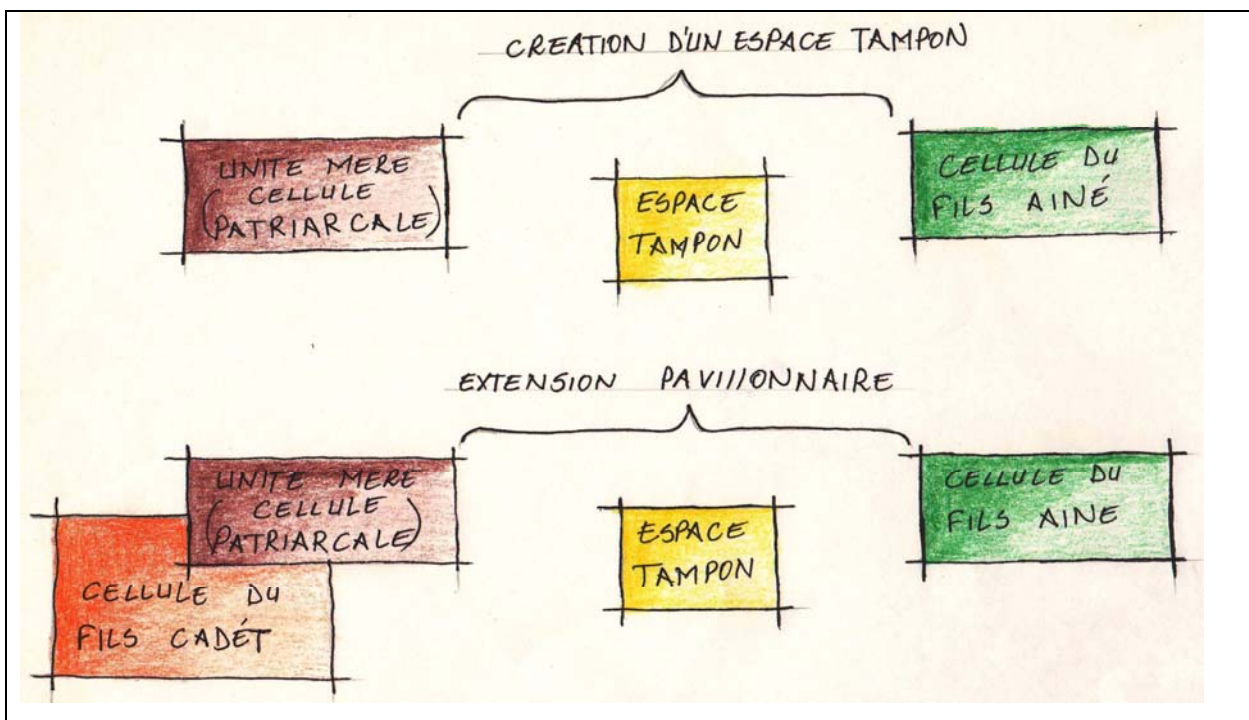 CREATION D'UN ESPACE TAMPON
UNITE MERE
(CELLULE
PATRIARCALE)
ESPACE
TAMPON
CELLULE DU
FILS AINÉ
EXTENSION PAVIllONNAIRE
UNITE MERE
(CELLULE
PATRIARCALE)
ESPACE
TAMPON
CELLULE DU
FILS AINE
CELLULE DU
FILS CADÉT